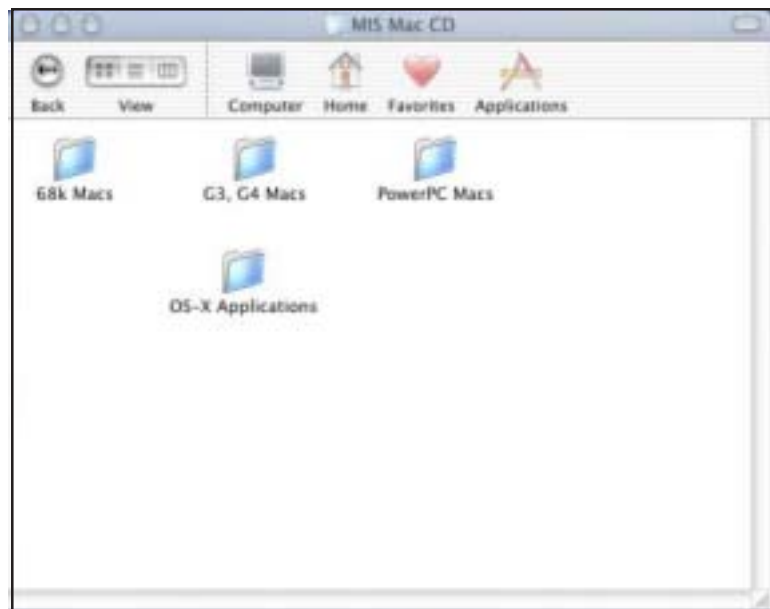 MIS Mac CD
Back View Computer Home Favorites Applications
68k Macs G3, G4 Macs PowerPC Macs
OS-X Applications